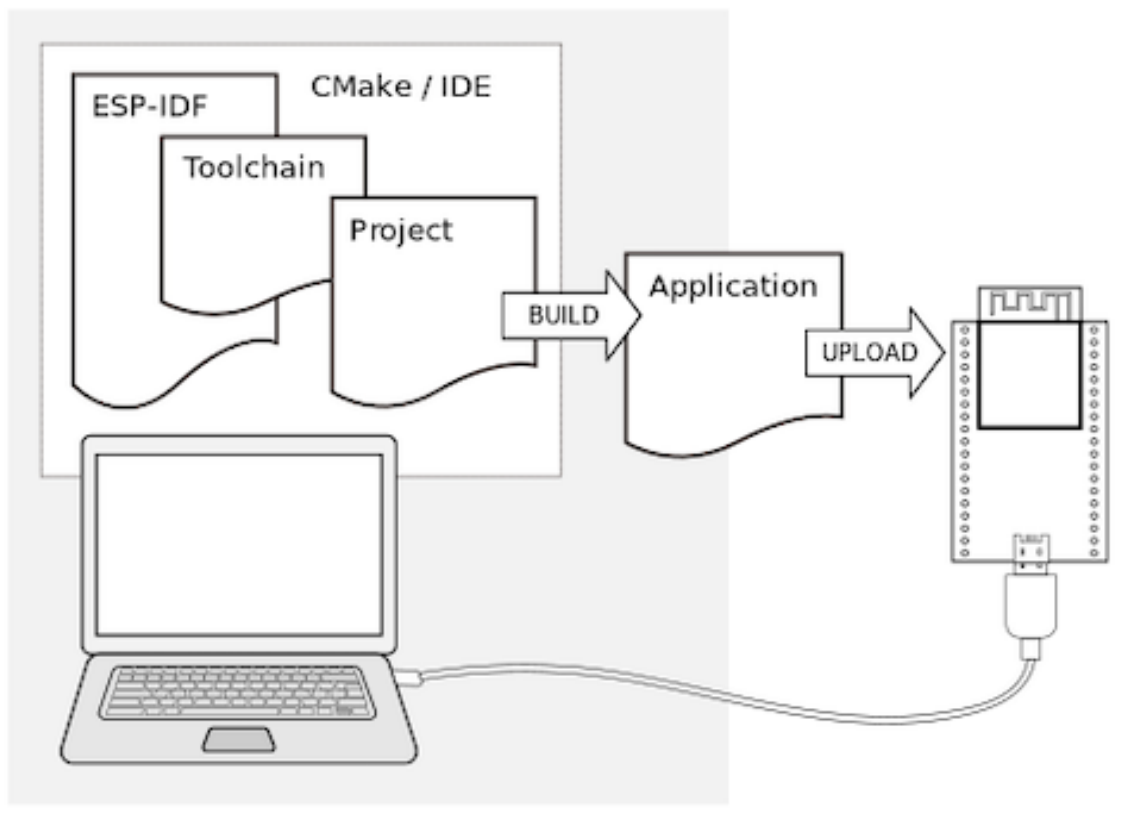 CMake / IDE
ESP-IDF
Toolchain
Project
BUILD
Application
UPLOAD